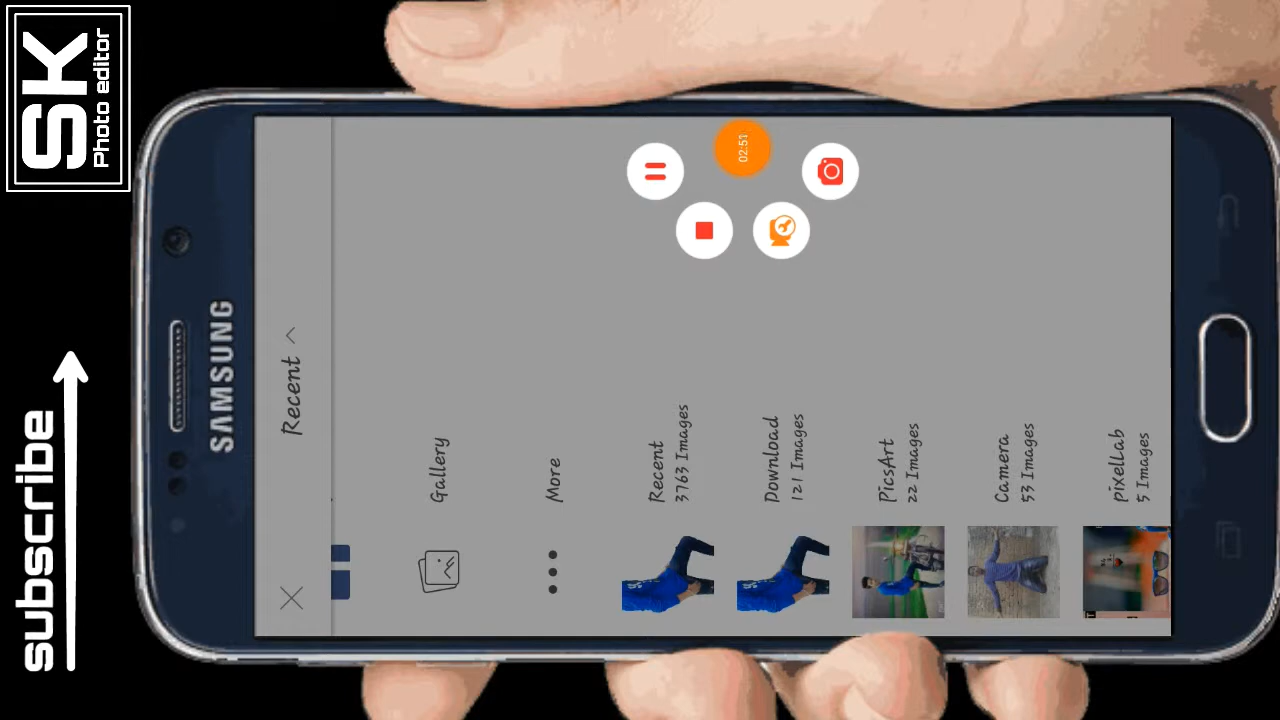 SK
Photo editor
subscribe
SAMSUNG
Recent
Gallery
More
Recent
3763 Images
Download
121 Images
PicsArt
22 Images
Camera
53 Images
pixelLab
5 Images
02:51